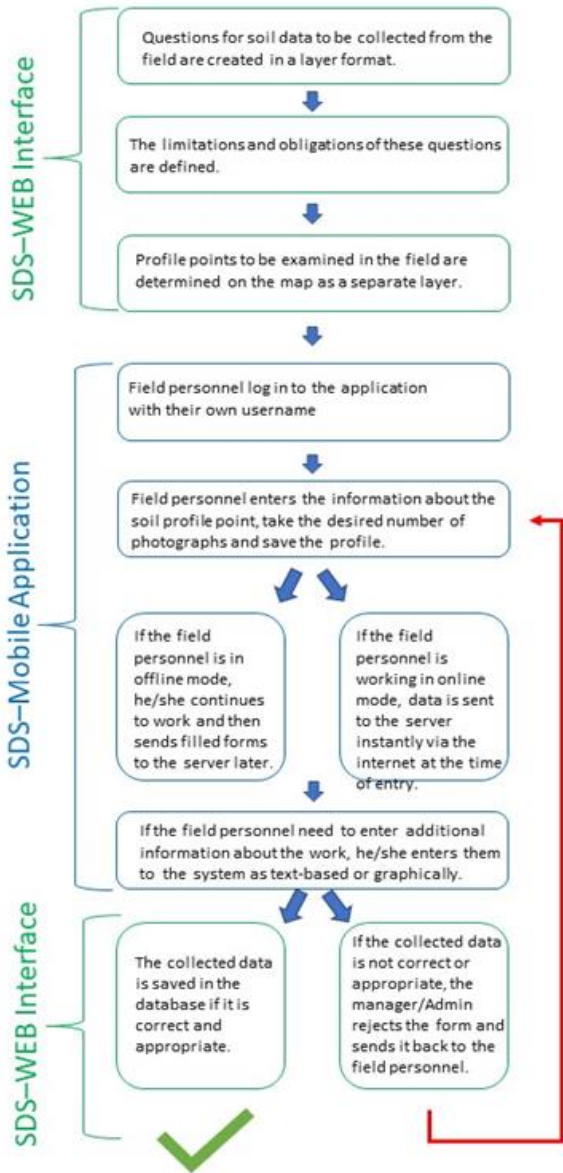 SDS–WEB Interface
Questions for soil data to be collected from the
field are created in a layer format.
The limitations and obligations of these questions
are defined.
Profile points to be examined in the field are
determined on the map as a separate layer.
SDS–Mobile Application
Field personnel log in to the application
with their own username
Field personnel enters the information about the
soil profile point, take the desired number of
photographs and save the profile.
If the field
personnel is in
offline mode,
he/she continues
to work and then
sends filled forms
to the server later.
If the field
personnel is
working in online
mode, data is sent
to the server
instantly via the
internet at the time
of entry.
If the field personnel need to enter additional
information about the work, he/she enters them
to the system as text-based or graphically.
SDS–WEB Interface
The collected data
is saved in the
database if it is
correct and
appropriate.
If the collected data
is not correct or
appropriate, the
manager/Admin
rejects the form and
sends it back to the
field personnel.